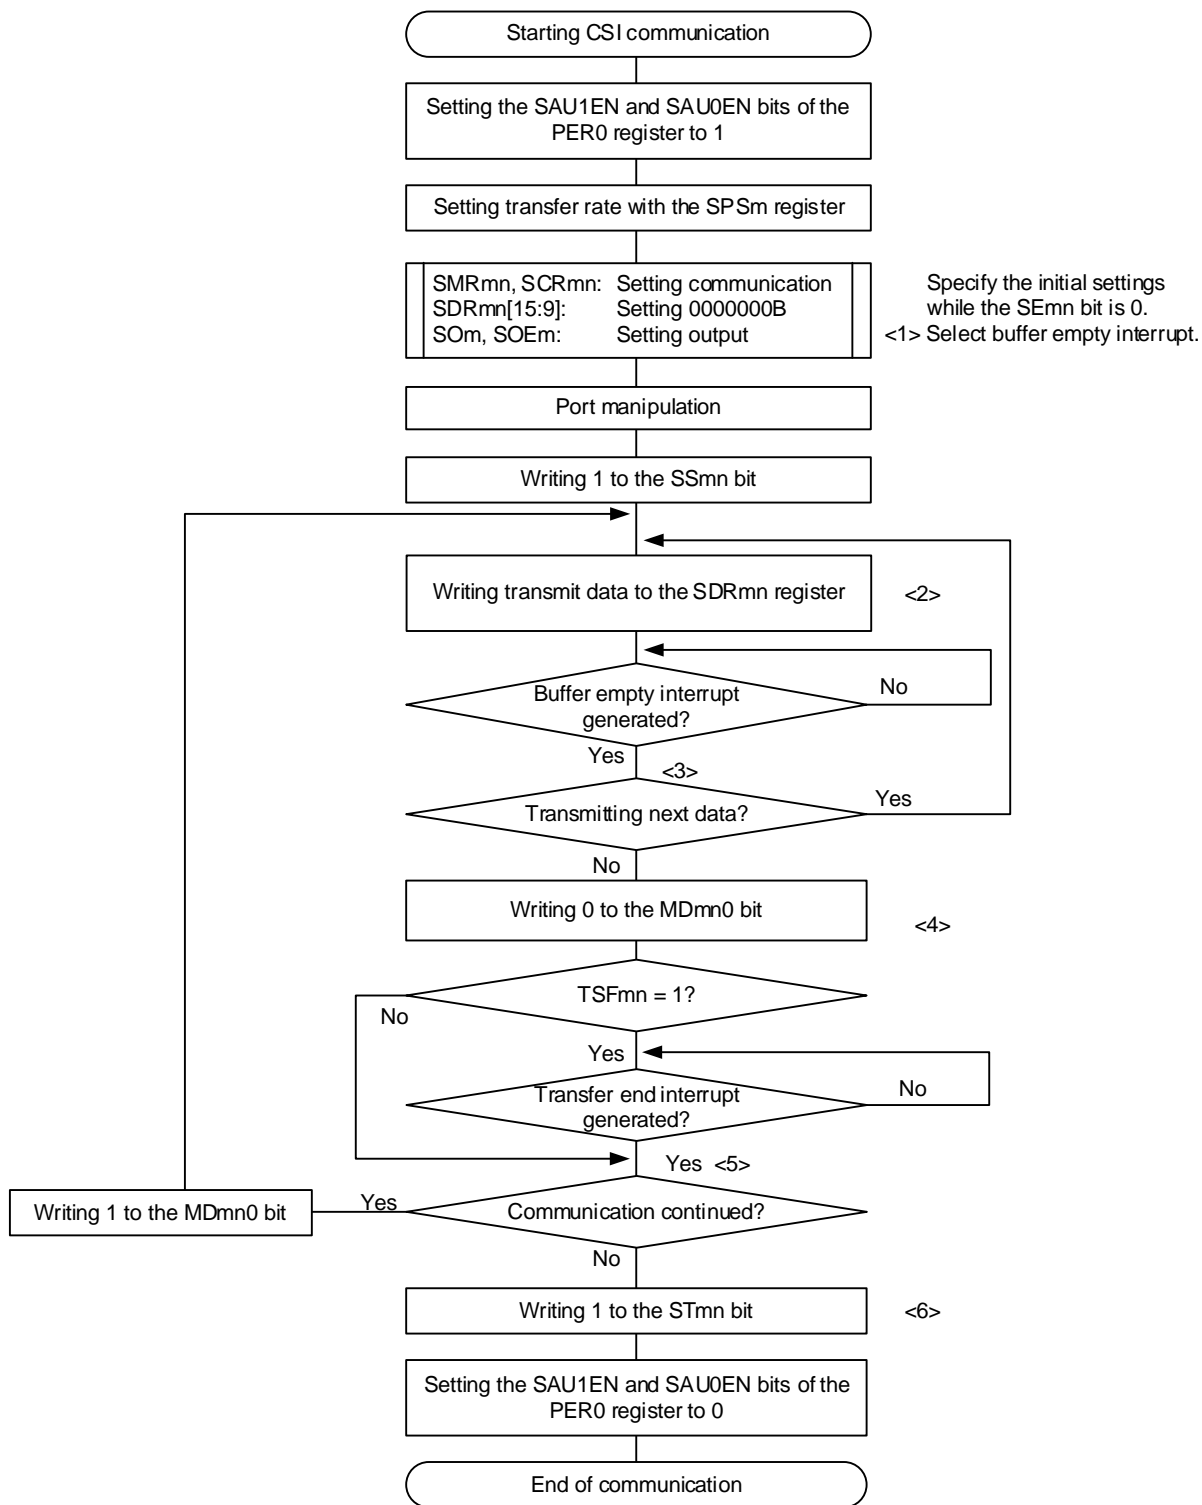 Starting CSI communication
Setting the SAU1EN and SAU0EN bits of the
PER0 register to 1
Setting transfer rate with the SPSm register
SMRmn, SCRmn: Setting communication
SDRmn[15:9]: Setting 0000000B
SOm, SOEm: Setting output
Specify the initial settings
while the SEmn bit is 0.
<1> Select buffer empty interrupt.
Port manipulation
Writing 1 to the SSmn bit
Writing transmit data to the SDRmn register
<2>
Buffer empty interrupt
generated?
No
Yes
<3>
Transmitting next data?
Yes
No
Writing 0 to the MDmn0 bit
<4>
TSFmn = 1?
No
Yes
Transfer end interrupt
generated?
No
Yes <5>
Communication continued?
Yes
Writing 1 to the MDmn0 bit
No
Writing 1 to the STmn bit
<6>
Setting the SAU1EN and SAU0EN bits of the
PER0 register to 0
End of communication